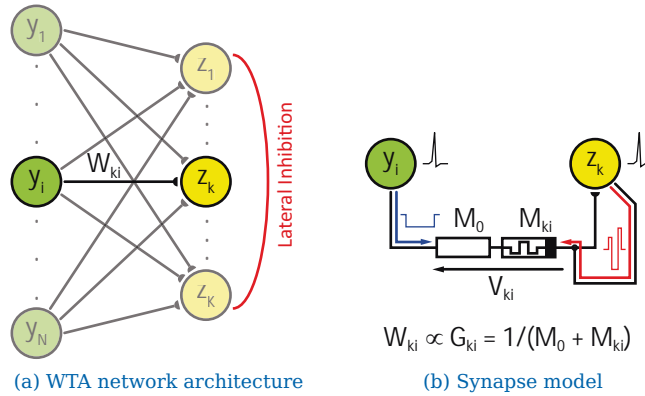 y1
yi
yN
Wki
z1
zk
zK
Lateral Inhibition
(a) WTA network architecture
yi
zk
M0
Mki
Vki
Wki ∝ Gki = 1/(M0 + Mki)
(b) Synapse model